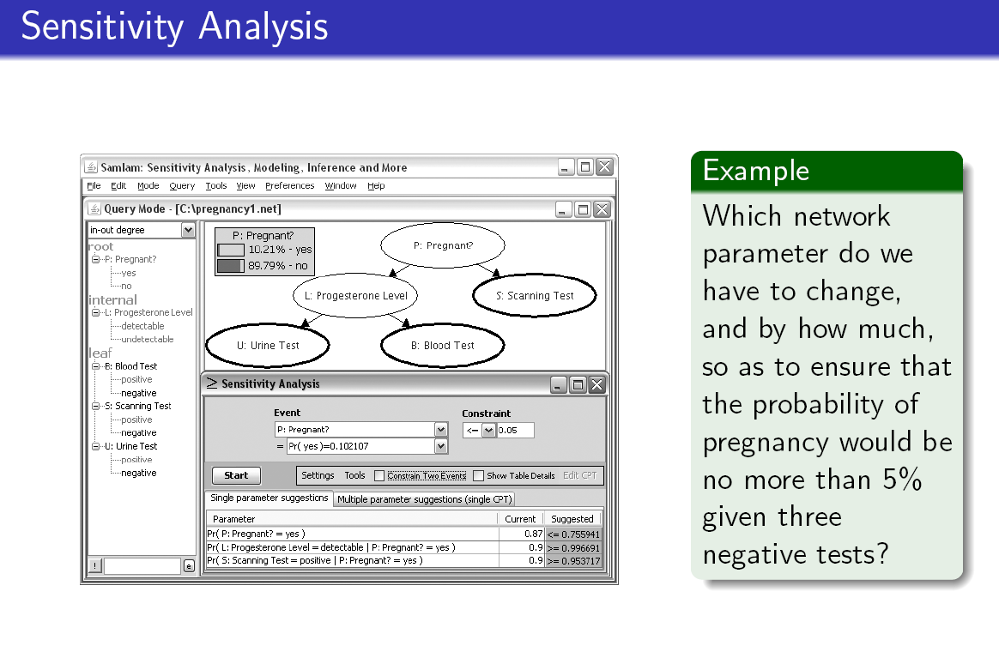 Sensitivity Analysis
SamIam: Sensitivity Analysis, Modeling, Inference and More
File Edit Mode Query Tools View Preferences Window Help
Query Mode - [C:\pregnancy1.net]
in-out degree
root
P: Pregnant?
yes
no
internal
L: Progesterone Level
detectable
undetectable
leaf
B: Blood Test
positive
negative
S: Scanning Test
positive
negative
U: Urine Test
positive
negative
! e
P: Pregnant?
10.21% - yes
89.79% - no
P: Pregnant?
L: Progesterone Level
S: Scanning Test
U: Urine Test
B: Blood Test
≥ Sensitivity Analysis
Event
Constraint
P: Pregnant?
<= 0.05
= Pr( yes )=0.102107
Start Settings Tools Constrain Two Events Show Table Details Edit CPT
Single parameter suggestions Multiple parameter suggestions (single CPT)
Parameter Current Suggested
Pr( P: Pregnant? = yes ) 0.87 <= 0.755941
Pr( L: Progesterone Level = detectable | P: Pregnant? = yes ) 0.9 >= 0.996691
Pr( S: Scanning Test = positive | P: Pregnant? = yes ) 0.9 >= 0.953717
Example
Which network
parameter do we
have to change,
and by how much,
so as to ensure that
the probability of
pregnancy would be
no more than 5%
given three
negative tests?